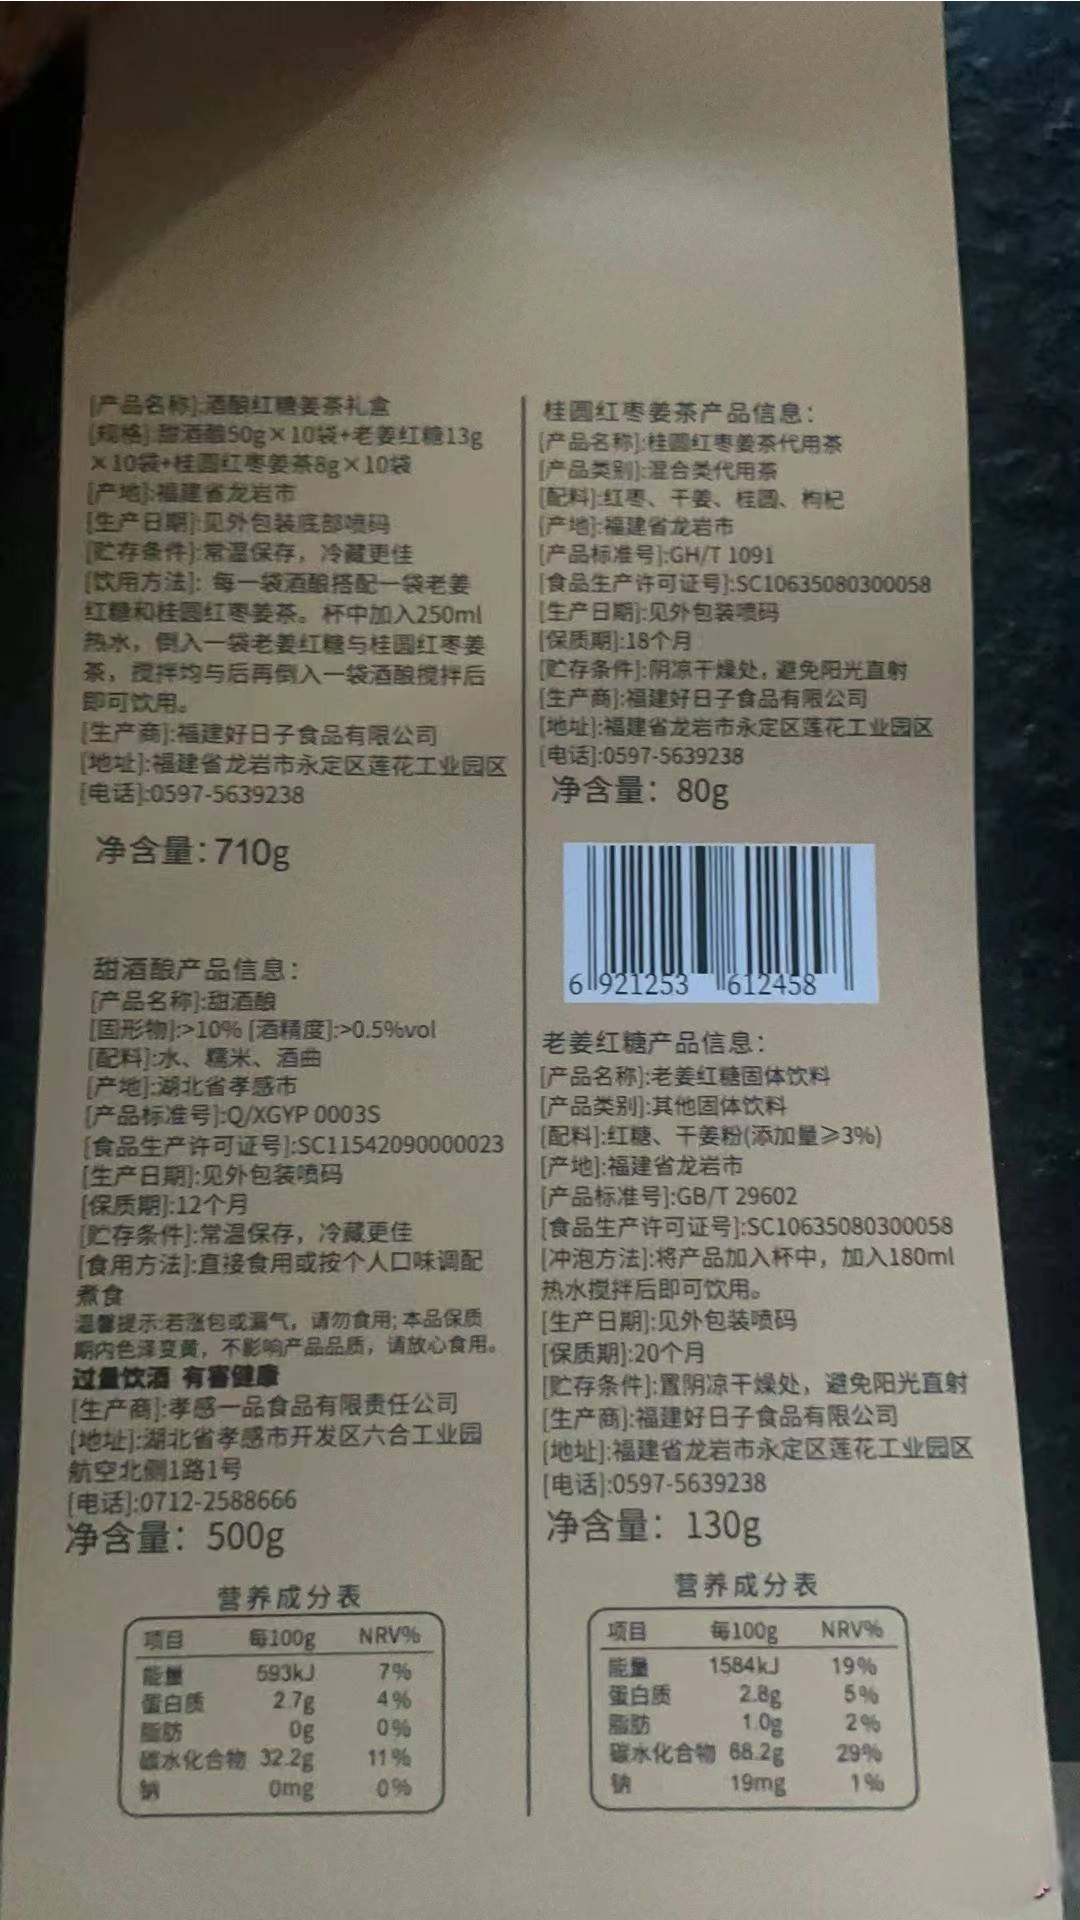 [产品名称]:酒酿红糖姜茶礼盒
[规格]:甜酒酿50g×10袋+老姜红糖13g
×10袋+桂圆红枣姜茶8g×10袋
[产地]:福建省龙岩市
[生产日期]:见外包装底部喷码
[贮存条件]:常温保存，冷藏更佳
[饮用方法]：每一袋酒酿搭配一袋老姜
红糖和桂圆红枣姜茶。杯中加入250ml
热水，倒入一袋老姜红糖与桂圆红枣姜
茶，搅拌均与后再倒入一袋酒酿搅拌后
即可饮用。
[生产商]:福建好日子食品有限公司
[地址]:福建省龙岩市永定区莲花工业园区
[电话]:0597-5639238
净含量：710g
甜酒酿产品信息：
[产品名称]:甜酒酿
[固形物]:>10% [酒精度]:>0.5%vol
[配料]:水、糯米、酒曲
[产地]:湖北省孝感市
[产品标准号]:Q/XGYP 0003S
[食品生产许可证号]:SC11542090000023
[生产日期]:见外包装喷码
[保质期]:12个月
[贮存条件]:常温保存，冷藏更佳
[食用方法]:直接食用或按个人口味调配
煮食
温馨提示:若涨包或漏气，请勿食用; 本品保质
期内色泽变黄，不影响产品品质，请放心食用。
过量饮酒 有害健康
[生产商]:孝感一品食品有限责任公司
[地址]:湖北省孝感市开发区六合工业园
航空北侧1路1号
[电话]:0712-2588666
净含量：500g
营养成分表
项目 每100g NRV%
能量 593kJ 7%
蛋白质 2.7g 4%
脂肪 0g 0%
碳水化合物 32.2g 11%
钠 0mg 0%
桂圆红枣姜茶产品信息：
[产品名称]:桂圆红枣姜茶代用茶
[产品类别]:混合类代用茶
[配料]:红枣、干姜、桂圆、枸杞
[产地]:福建省龙岩市
[产品标准号]:GH/T 1091
[食品生产许可证号]:SC10635080300058
[生产日期]:见外包装喷码
[保质期]:18个月
[贮存条件]:阴凉干燥处，避免阳光直射
[生产商]:福建好日子食品有限公司
[地址]:福建省龙岩市永定区莲花工业园区
[电话]:0597-5639238
净含量：80g
6 921253 612458
老姜红糖产品信息：
[产品名称]:老姜红糖固体饮料
[产品类别]:其他固体饮料
[配料]:红糖、干姜粉(添加量≥3%)
[产地]:福建省龙岩市
[产品标准号]:GB/T 29602
[食品生产许可证号]:SC10635080300058
[冲泡方法]:将产品加入杯中，加入180ml
热水搅拌后即可饮用。
[生产日期]:见外包装喷码
[保质期]:20个月
[贮存条件]:置阴凉干燥处，避免阳光直射
[生产商]:福建好日子食品有限公司
[地址]:福建省龙岩市永定区莲花工业园区
[电话]:0597-5639238
净含量：130g
营养成分表
项目 每100g NRV%
能量 1584kJ 19%
蛋白质 2.8g 5%
脂肪 1.0g 2%
碳水化合物 88.2g 29%
钠 19mg 1%